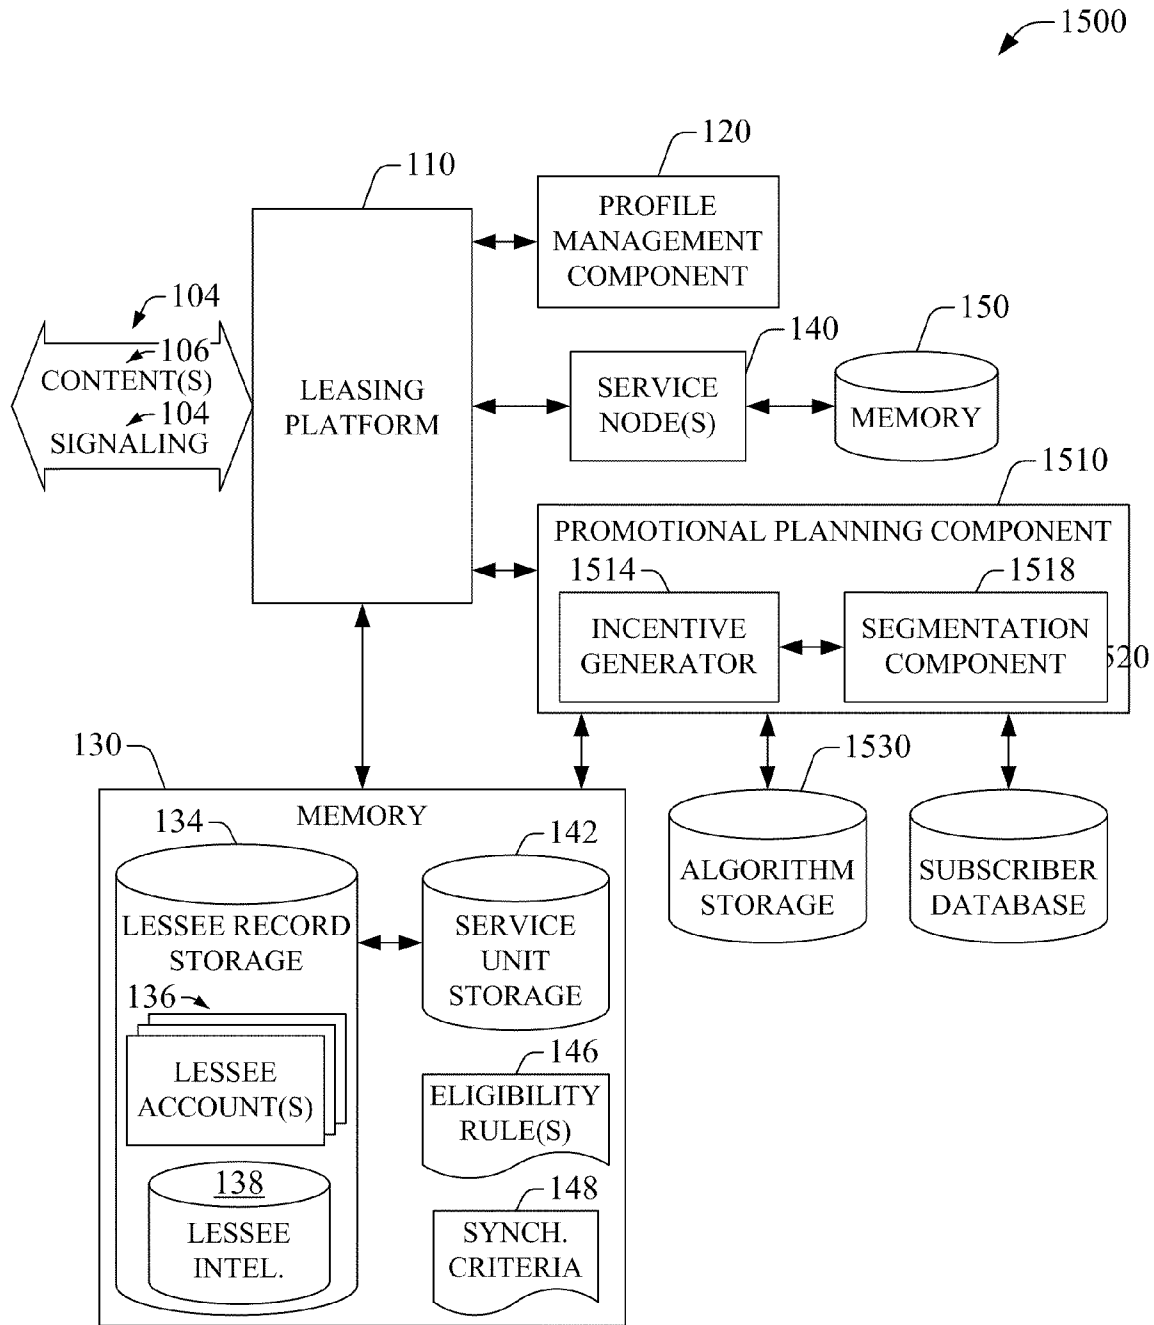 1500
120
110
PROFILE
MANAGEMENT
COMPONENT
104
106
CONTENT(S)
104
SIGNALING
LEASING
PLATFORM
140
150
SERVICE
NODE(S)
MEMORY
1510
PROMOTIONAL PLANNING COMPONENT
1514
1518
INCENTIVE
GENERATOR
SEGMENTATION
COMPONENT
1520
130
MEMORY
1530
134
142
ALGORITHM
STORAGE
SUBSCRIBER
DATABASE
LESSEE RECORD
STORAGE
SERVICE
UNIT
STORAGE
136
LESSEE
ACCOUNT(S)
146
ELIGIBILITY
RULE(S)
138
LESSEE
INTEL.
148
SYNCH.
CRITERIA